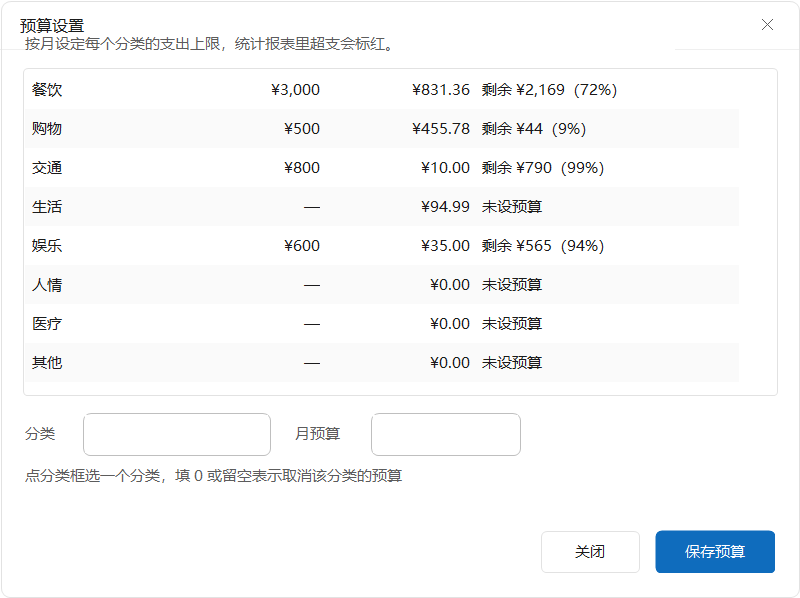 预算设置
按月设定每个分类的支出上限，统计报表里超支会标红。
餐饮 ¥3,000 ¥831.36 剩余 ¥2,169（72%）
购物 ¥500 ¥455.78 剩余 ¥44（9%）
交通 ¥800 ¥10.00 剩余 ¥790（99%）
生活 — ¥94.99 未设预算
娱乐 ¥600 ¥35.00 剩余 ¥565（94%）
人情 — ¥0.00 未设预算
医疗 — ¥0.00 未设预算
其他 — ¥0.00 未设预算
分类 月预算
点分类框选一个分类，填 0 或留空表示取消该分类的预算
关闭 保存预算